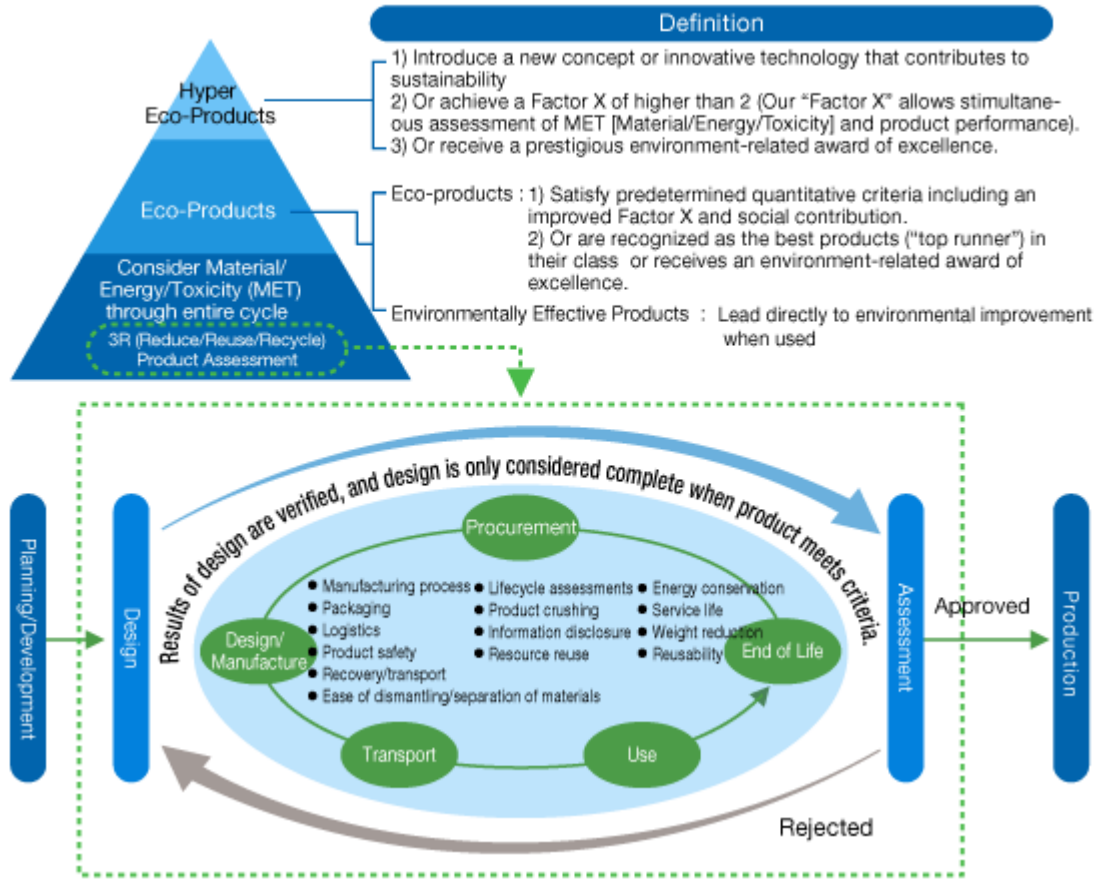 Definition
Hyper
Eco-Products
1) Introduce a new concept or innovative technology that contributes to
sustainability
2) Or achieve a Factor X of higher than 2 (Our “Factor X” allows stimultane-
ous assessment of MET [Material/Energy/Toxicity] and product performance).
3) Or receive a prestigious environment-related award of excellence.
Eco-Products
Eco-products : 1) Satisfy predetermined quantitative criteria including an
improved Factor X and social contribution.
2) Or are recognized as the best products (“top runner”) in
their class or receives an environment-related award of
excellence.
Environmentally Effective Products : Lead directly to environmental improvement
when used
Consider Material/
Energy/Toxicity (MET)
through entire cycle
3R (Reduce/Reuse/Recycle)
Product Assessment
Planning/Development
Design
Results of design are verified, and design is only considered complete when product meets criteria.
Procurement
Design/
Manufacture
Transport
Use
End of Life
• Manufacturing process
• Packaging
• Logistics
• Product safety
• Recovery/transport
• Ease of dismantling/separation of materials
• Lifecycle assessments
• Product crushing
• Information disclosure
• Resource reuse
• Energy conservation
• Service life
• Weight reduction
• Reusability
Assessment
Approved
Production
Rejected